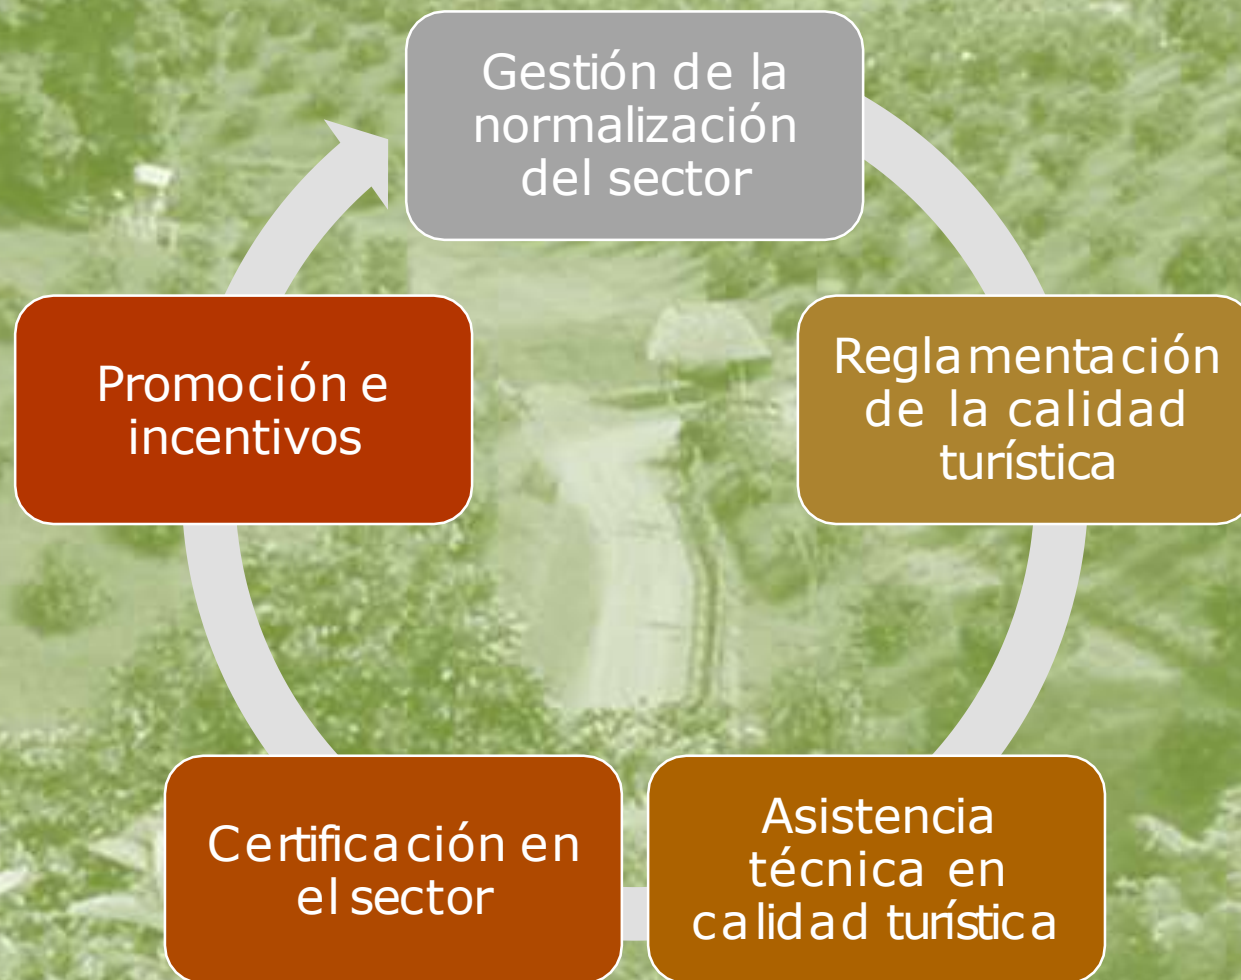 Gestión de la
normalización
del sector
Reglamentación
de la calidad
turística
Asistencia
técnica en
calidad turística
Certificación en
el sector
Promoción e
incentivos